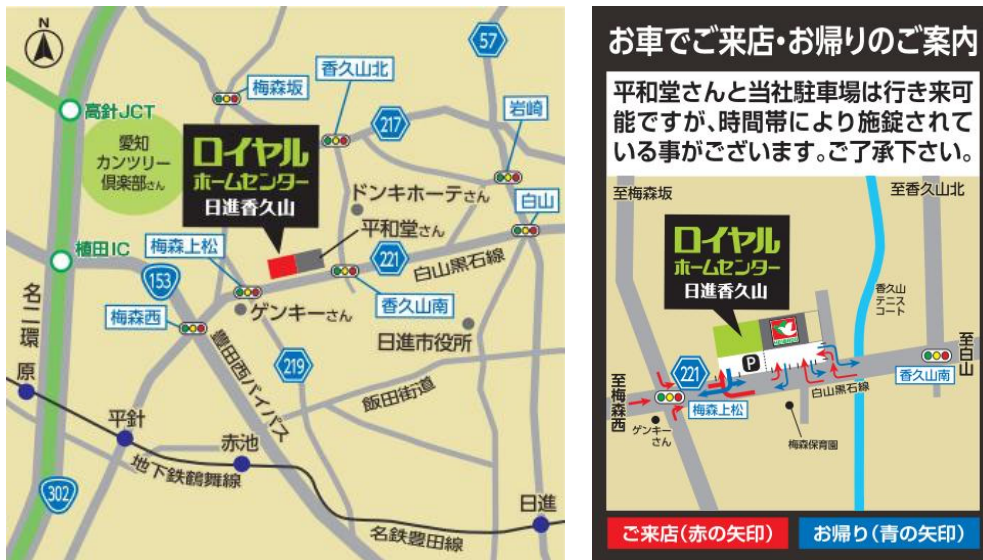 N
57
香久山北
梅森坂
高針JCT
217
岩崎
愛知
カンツリー
倶楽部さん
ロイヤル
ホームセンター
日進香久山
ドンキホーテさん
白山
平和堂さん
植田IC
梅森上松
221
白山黒石線
153
香久山南
ゲンキーさん
梅森西
名二環
日進市役所
豊田西バイパス
219
飯田街道
原
平針
赤池
地下鉄鶴舞線
302
日進
名鉄豊田線
お車でご来店・お帰りのご案内
平和堂さんと当社駐車場は行き来可
能ですが、時間帯により施錠されて
いる事がございます。ご了承下さい。
至梅森坂
至香久山北
ロイヤル
ホームセンター
日進香久山
香久山
テニス
コート
至白山
P
221
香久山南
至梅森西
梅森上松
白山黒石線
ゲンキー
さん
梅森保育園
ご来店(赤の矢印)
お帰り(青の矢印)